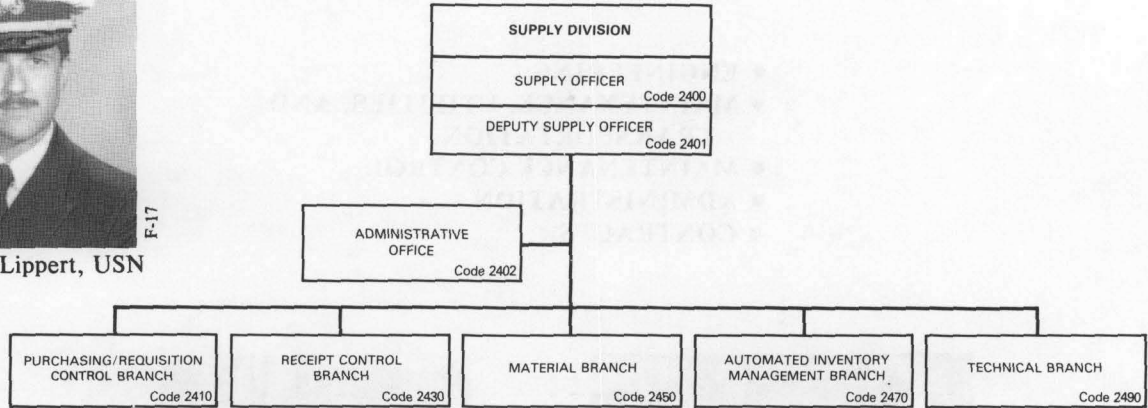 SUPPLY DIVISION
SUPPLY OFFICER
Code 2400
DEPUTY SUPPLY OFFICER
Code 2401
ADMINISTRATIVE
OFFICE
Code 2402
F-17
Lippert, USN
PURCHASING/REQUISITION
CONTROL BRANCH
Code 2410
RECEIPT CONTROL
BRANCH
Code 2430
MATERIAL BRANCH
Code 2450
AUTOMATED INVENTORY
MANAGEMENT BRANCH
Code 2470
TECHNICAL BRANCH
Code 2490